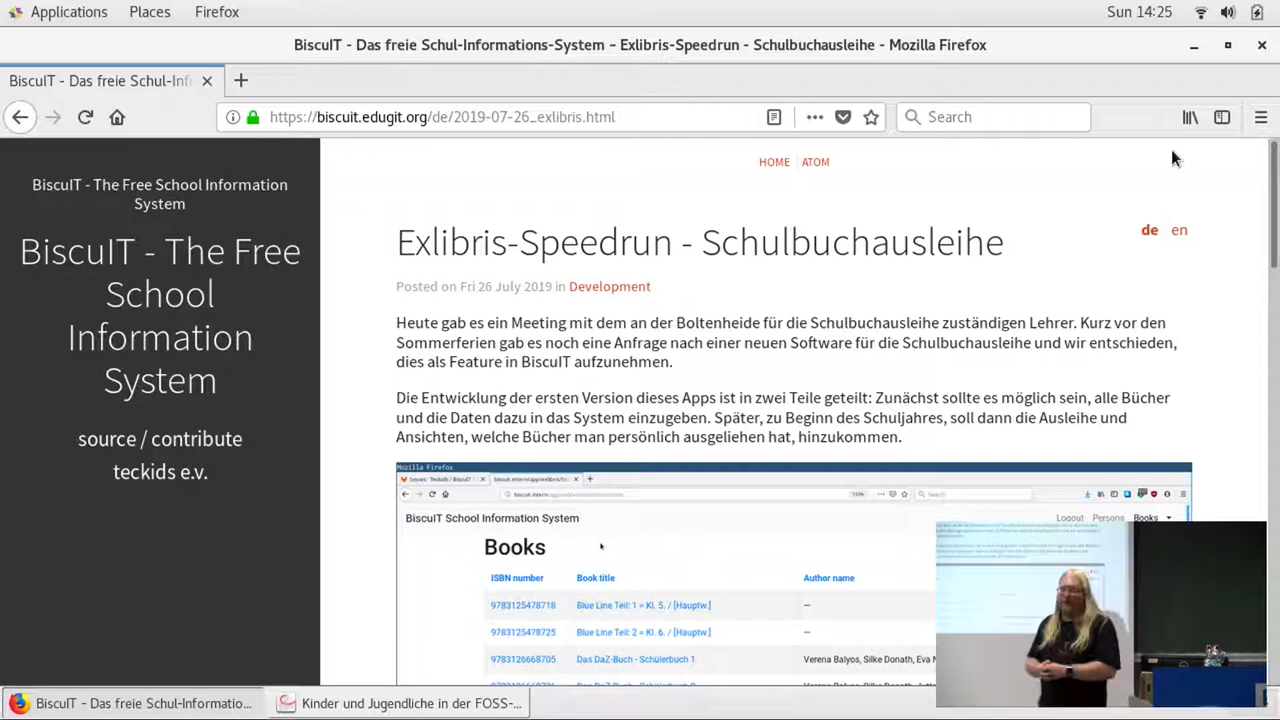 Applications Places Firefox Sun 14:25
BiscuIT - Das freie Schul-Informations-System – Exlibris-Speedrun - Schulbuchausleihe - Mozilla Firefox
BiscuIT - Das freie Schul-Inf
https://biscuit.edugit.org/de/2019-07-26_exlibris.html Search
BiscuIT - The Free School Information
System
BiscuIT - The Free
School
Information
System
source / contribute
teckids e.v.
HOME ATOM
Exlibris-Speedrun - Schulbuchausleihe
de en
Posted on Fri 26 July 2019 in Development
Heute gab es ein Meeting mit dem an der Boltenheide für die Schulbuchausleihe zuständigen Lehrer. Kurz vor den
Sommerferien gab es noch eine Anfrage nach einer neuen Software für die Schulbuchausleihe und wir entschieden,
dies als Feature in BiscuIT aufzunehmen.
Die Entwicklung der ersten Version dieses Apps ist in zwei Teile geteilt: Zunächst sollte es möglich sein, alle Bücher
und die Daten dazu in das System einzugeben. Später, zu Beginn des Schuljahres, soll dann die Ausleihe und
Ansichten, welche Bücher man persönlich ausgeliehen hat, hinzukommen.
Mozilla Firefox
Issues · Teckids / BiscuIT
BiscuIT School Information System Logout Persons Books
Books
ISBN number Book title Author name
9783125478718 Blue Line Teil: 1 = Kl. 5. / [Hauptw.] --
9783125478725 Blue Line Teil: 2 = Kl. 6. / [Hauptw.] --
9783126668705 Das DaZ-Buch - Schülerbuch 1 Verena Balyos, Silke Donath, Eva N
BiscuIT - Das freie Schul-Informatio... Kinder und Jugendliche in der FOSS-...